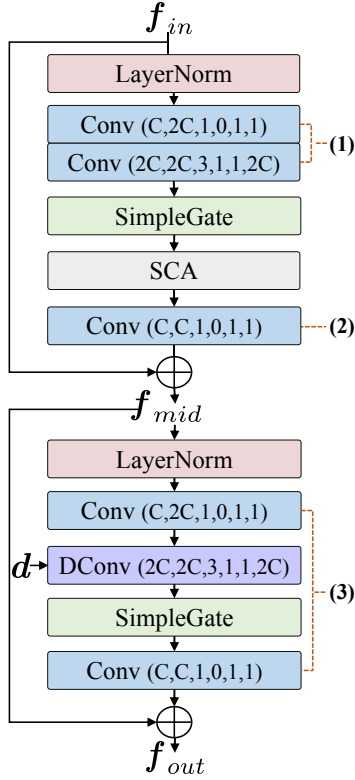 f_in
LayerNorm
Conv (C,2C,1,0,1,1)
Conv (2C,2C,3,1,1,2C)
(1)
SimpleGate
SCA
Conv (C,C,1,0,1,1)
(2)
f_mid
LayerNorm
Conv (C,2C,1,0,1,1)
d
DConv (2C,2C,3,1,1,2C)
(3)
SimpleGate
Conv (C,C,1,0,1,1)
f_out